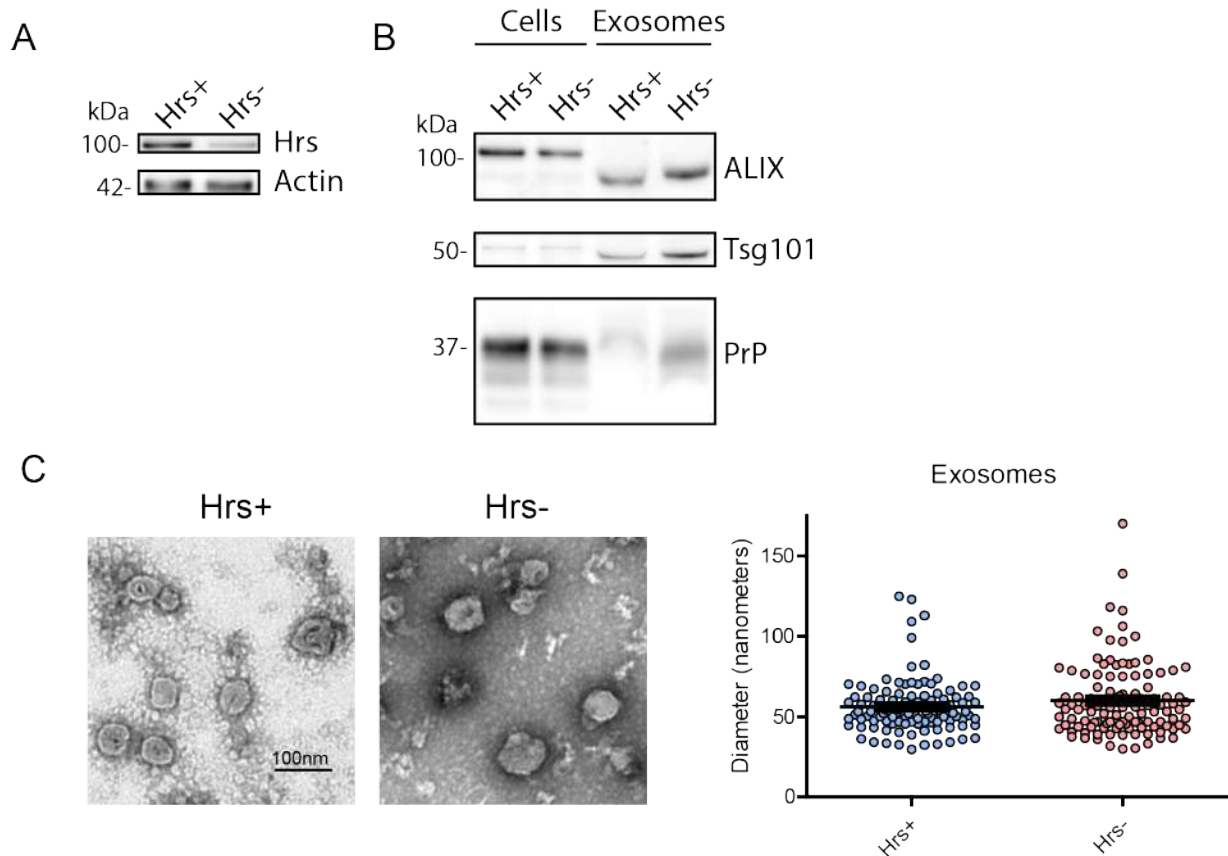 A
kDa
Hrs+
Hrs-
100-
Hrs
42-
Actin
B
Cells
Exosomes
kDa
Hrs+
Hrs-
Hrs+
Hrs-
100-
ALIX
50-
Tsg101
37-
PrP
C
Hrs+
Hrs-
100nm
Exosomes
Diameter (nanometers)
150
100
50
0
Hrs+
Hrs-